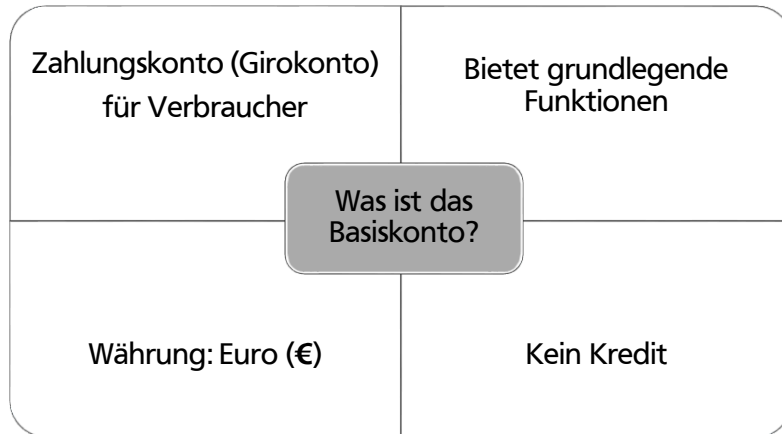 Zahlungskonto (Girokonto)
für Verbraucher
Bietet grundlegende
Funktionen
Was ist das
Basiskonto?
Währung: Euro (€)
Kein Kredit